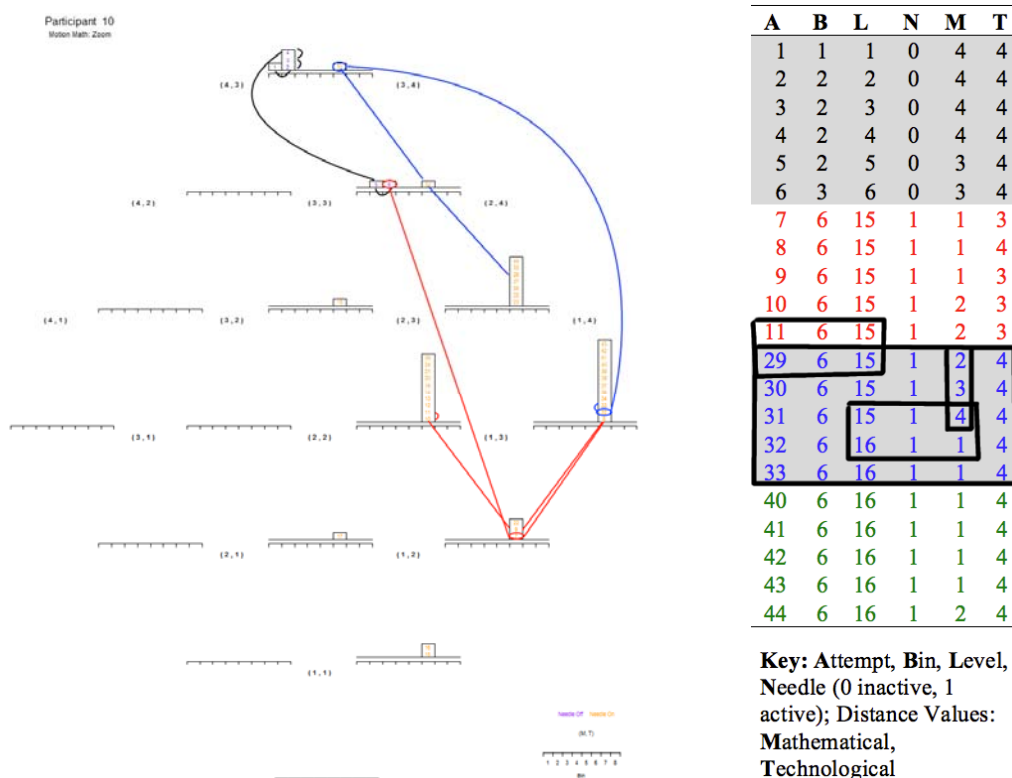 Participant 10
Motion Math: Zoom
(4,3) (3,4)
(4,2) (3,3) (2,4)
(4,1) (3,2) (2,3) (1,4)
(3,1) (2,2) (1,3)
(2,1) (1,2)
(1,1)
Needle Off Needle On
(M,T)
1 2 3 4 5 6 7 8
Bin
A B L N M T
1 1 1 0 4 4
2 2 2 0 4 4
3 2 3 0 4 4
4 2 4 0 4 4
5 2 5 0 3 4
6 3 6 0 3 4
7 6 15 1 1 3
8 6 15 1 1 4
9 6 15 1 1 3
10 6 15 1 2 3
11 6 15 1 2 3
29 6 15 1 2 4
30 6 15 1 3 4
31 6 15 1 4 4
32 6 16 1 1 4
33 6 16 1 1 4
40 6 16 1 1 4
41 6 16 1 1 4
42 6 16 1 1 4
43 6 16 1 1 4
44 6 16 1 2 4
Key: Attempt, Bin, Level,
Needle (0 inactive, 1
active); Distance Values:
Mathematical,
Technological